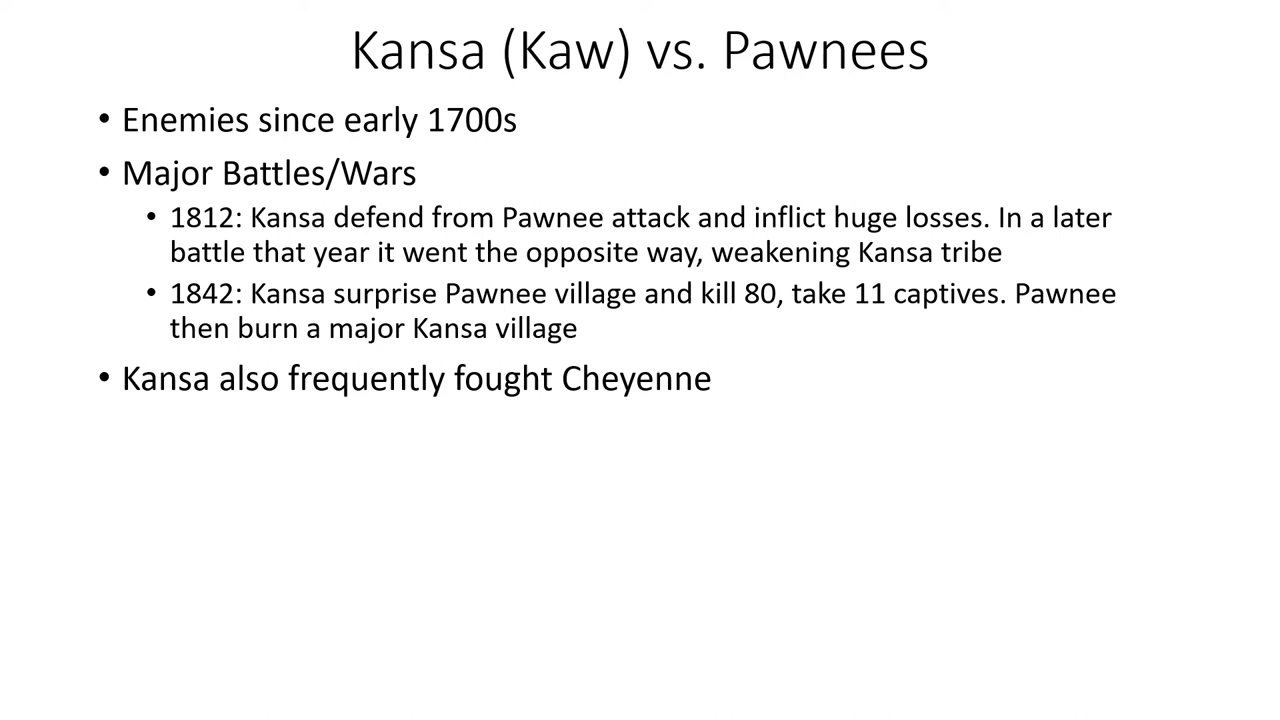 Kansa (Kaw) vs. Pawnees
• Enemies since early 1700s
• Major Battles/Wars
• 1812: Kansa defend from Pawnee attack and inflict huge losses. In a later
battle that year it went the opposite way, weakening Kansa tribe
• 1842: Kansa surprise Pawnee village and kill 80, take 11 captives. Pawnee
then burn a major Kansa village
• Kansa also frequently fought Cheyenne